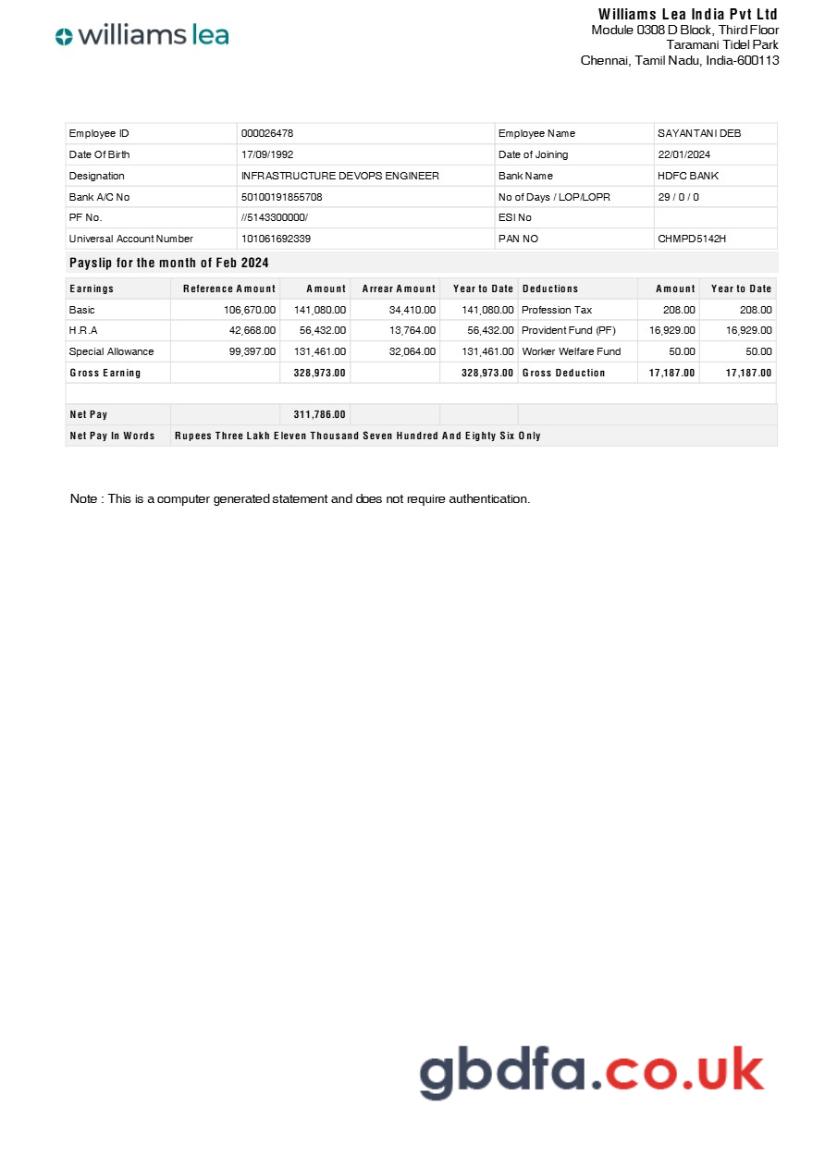 williams lea
Williams Lea India Pvt Ltd
Module 0308 D Block, Third Floor
Taramani Tidel Park
Chennai, Tamil Nadu, India-600113
Employee ID 000026478 Employee Name SAYANTANI DEB
Date Of Birth 17/09/1992 Date of Joining 22/01/2024
Designation INFRASTRUCTURE DEVOPS ENGINEER Bank Name HDFC BANK
Bank A/C No 50100191855708 No of Days / LOP/LOPR 29 / 0 / 0
PF No. //5143300000/ ESI No
Universal Account Number 101061692339 PAN NO CHMPD5142H
Payslip for the month of Feb 2024
Earnings Reference Amount Amount Arrear Amount Year to Date Deductions Amount Year to Date
Basic 106,670.00 141,080.00 34,410.00 141,080.00 Profession Tax 208.00 208.00
H.R.A 42,668.00 56,432.00 13,764.00 56,432.00 Provident Fund (PF) 16,929.00 16,929.00
Special Allowance 99,397.00 131,461.00 32,064.00 131,461.00 Worker Welfare Fund 50.00 50.00
Gross Earning 328,973.00 328,973.00 Gross Deduction 17,187.00 17,187.00
Net Pay 311,786.00
Net Pay In Words Rupees Three Lakh Eleven Thousand Seven Hundred And Eighty Six Only
Note : This is a computer generated statement and does not require authentication.
gbdfa.co.uk